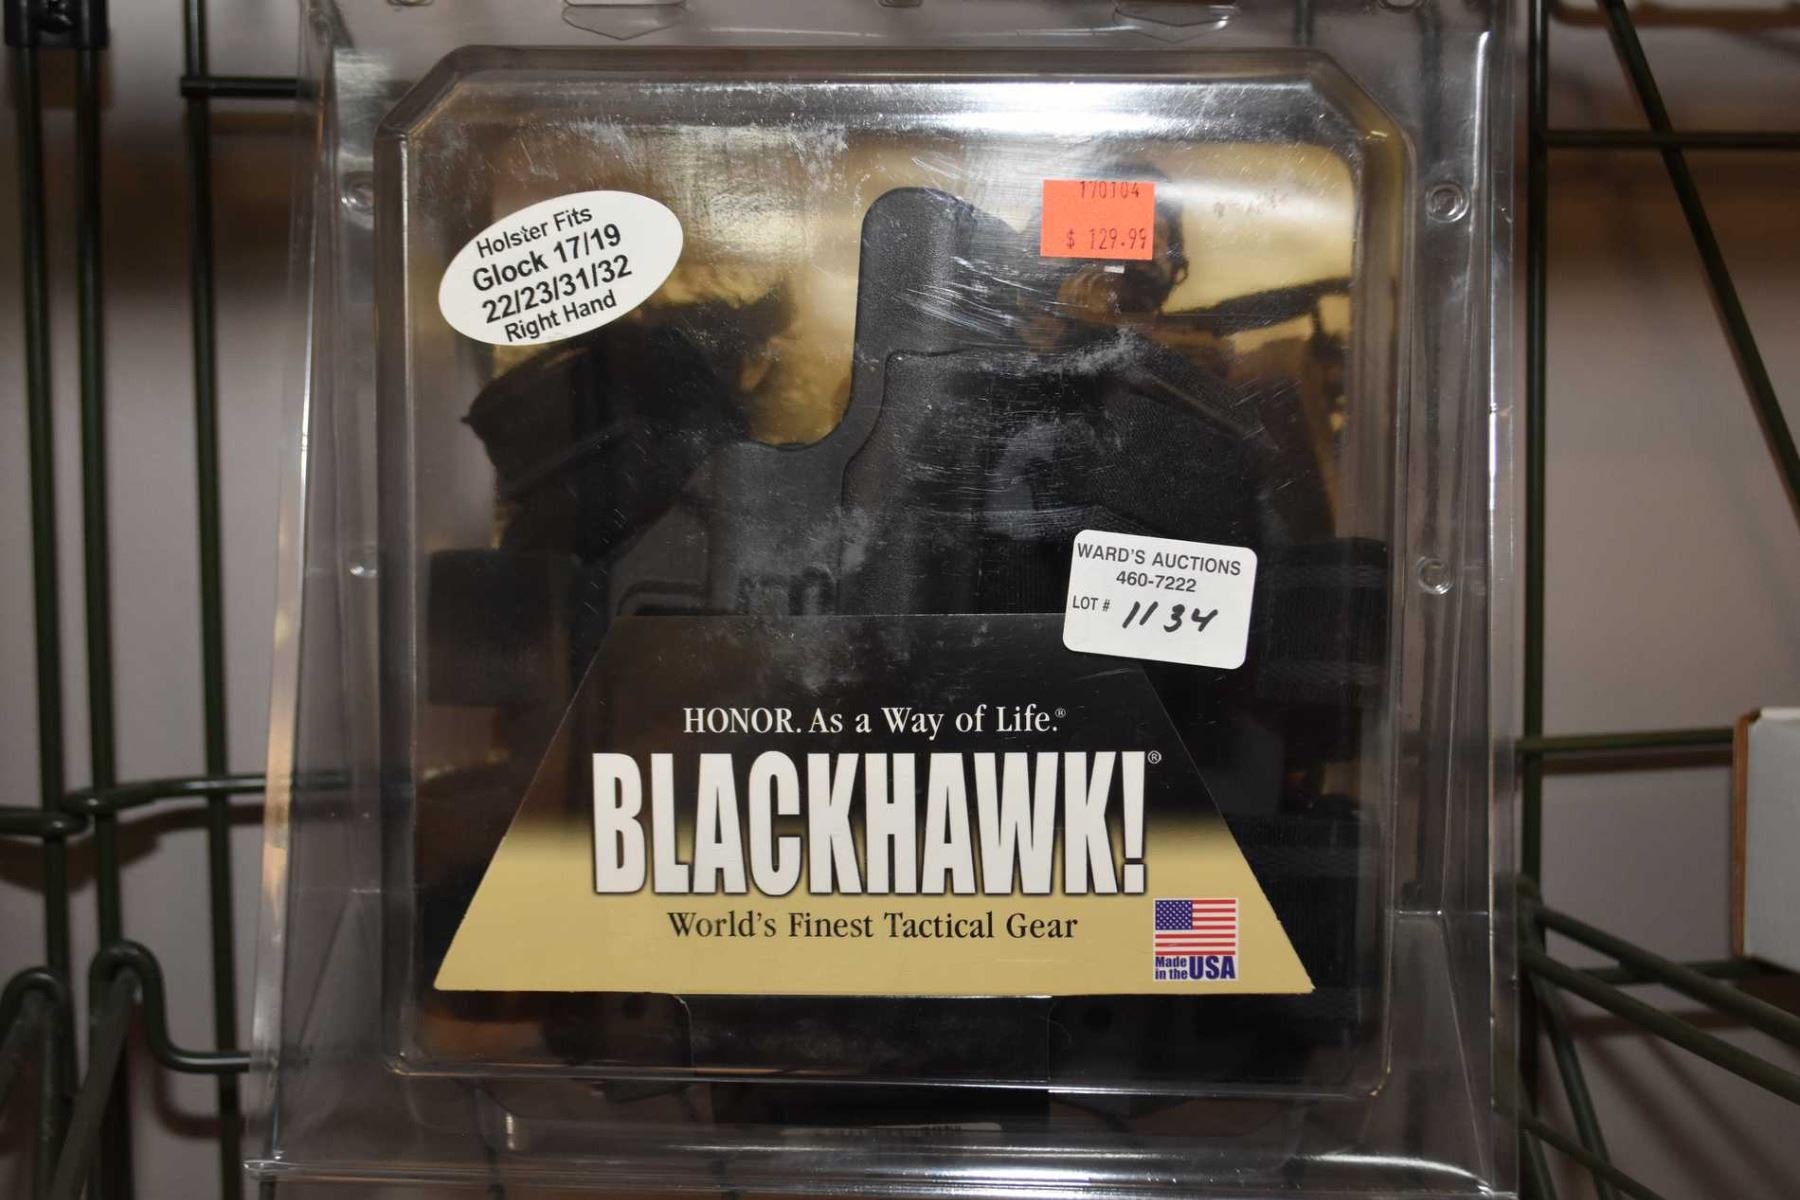 Holster Fits
Glock 17/19
22/23/31/32
Right Hand
170104
$ 129.99
WARD'S AUCTIONS
460-7222
LOT # 1134
HONOR. As a Way of Life.®
BLACKHAWK!®
World's Finest Tactical Gear
Made
in the USA